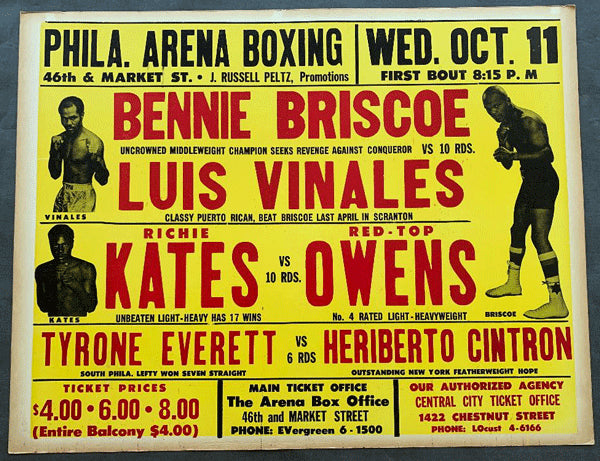 PHILA. ARENA BOXING
46th & MARKET ST. • J. RUSSELL PELTZ, Promotions
WED. OCT. 11
FIRST BOUT 8:15 P. M
BENNIE BRISCOE
UNCROWNED MIDDLEWEIGHT CHAMPION SEEKS REVENGE AGAINST CONQUEROR VS 10 RDS.
LUIS VINALES
CLASSY PUERTO RICAN, BEAT BRISCOE LAST APRIL IN SCRANTON
VINALES
RICHIE
KATES
UNBEATEN LIGHT-HEAVY HAS 17 WINS
VS
10 RDS.
RED-TOP
OWENS
No. 4 RATED LIGHT-HEAVYWEIGHT
KATES
BRISCOE
TYRONE EVERETT
SOUTH PHILA. LEFTY WON SEVEN STRAIGHT
VS
6 RDS
HERIBERTO CINTRON
OUTSTANDING NEW YORK FEATHERWEIGHT HOPE
TICKET PRICES
$4.00 • 6.00 • 8.00
(Entire Balcony $4.00)
MAIN TICKET OFFICE
The Arena Box Office
46th and MARKET STREET
PHONE: EVergreen 6 - 1500
OUR AUTHORIZED AGENCY
CENTRAL CITY TICKET OFFICE
1422 CHESTNUT STREET
PHONE: LOcust 4-6166